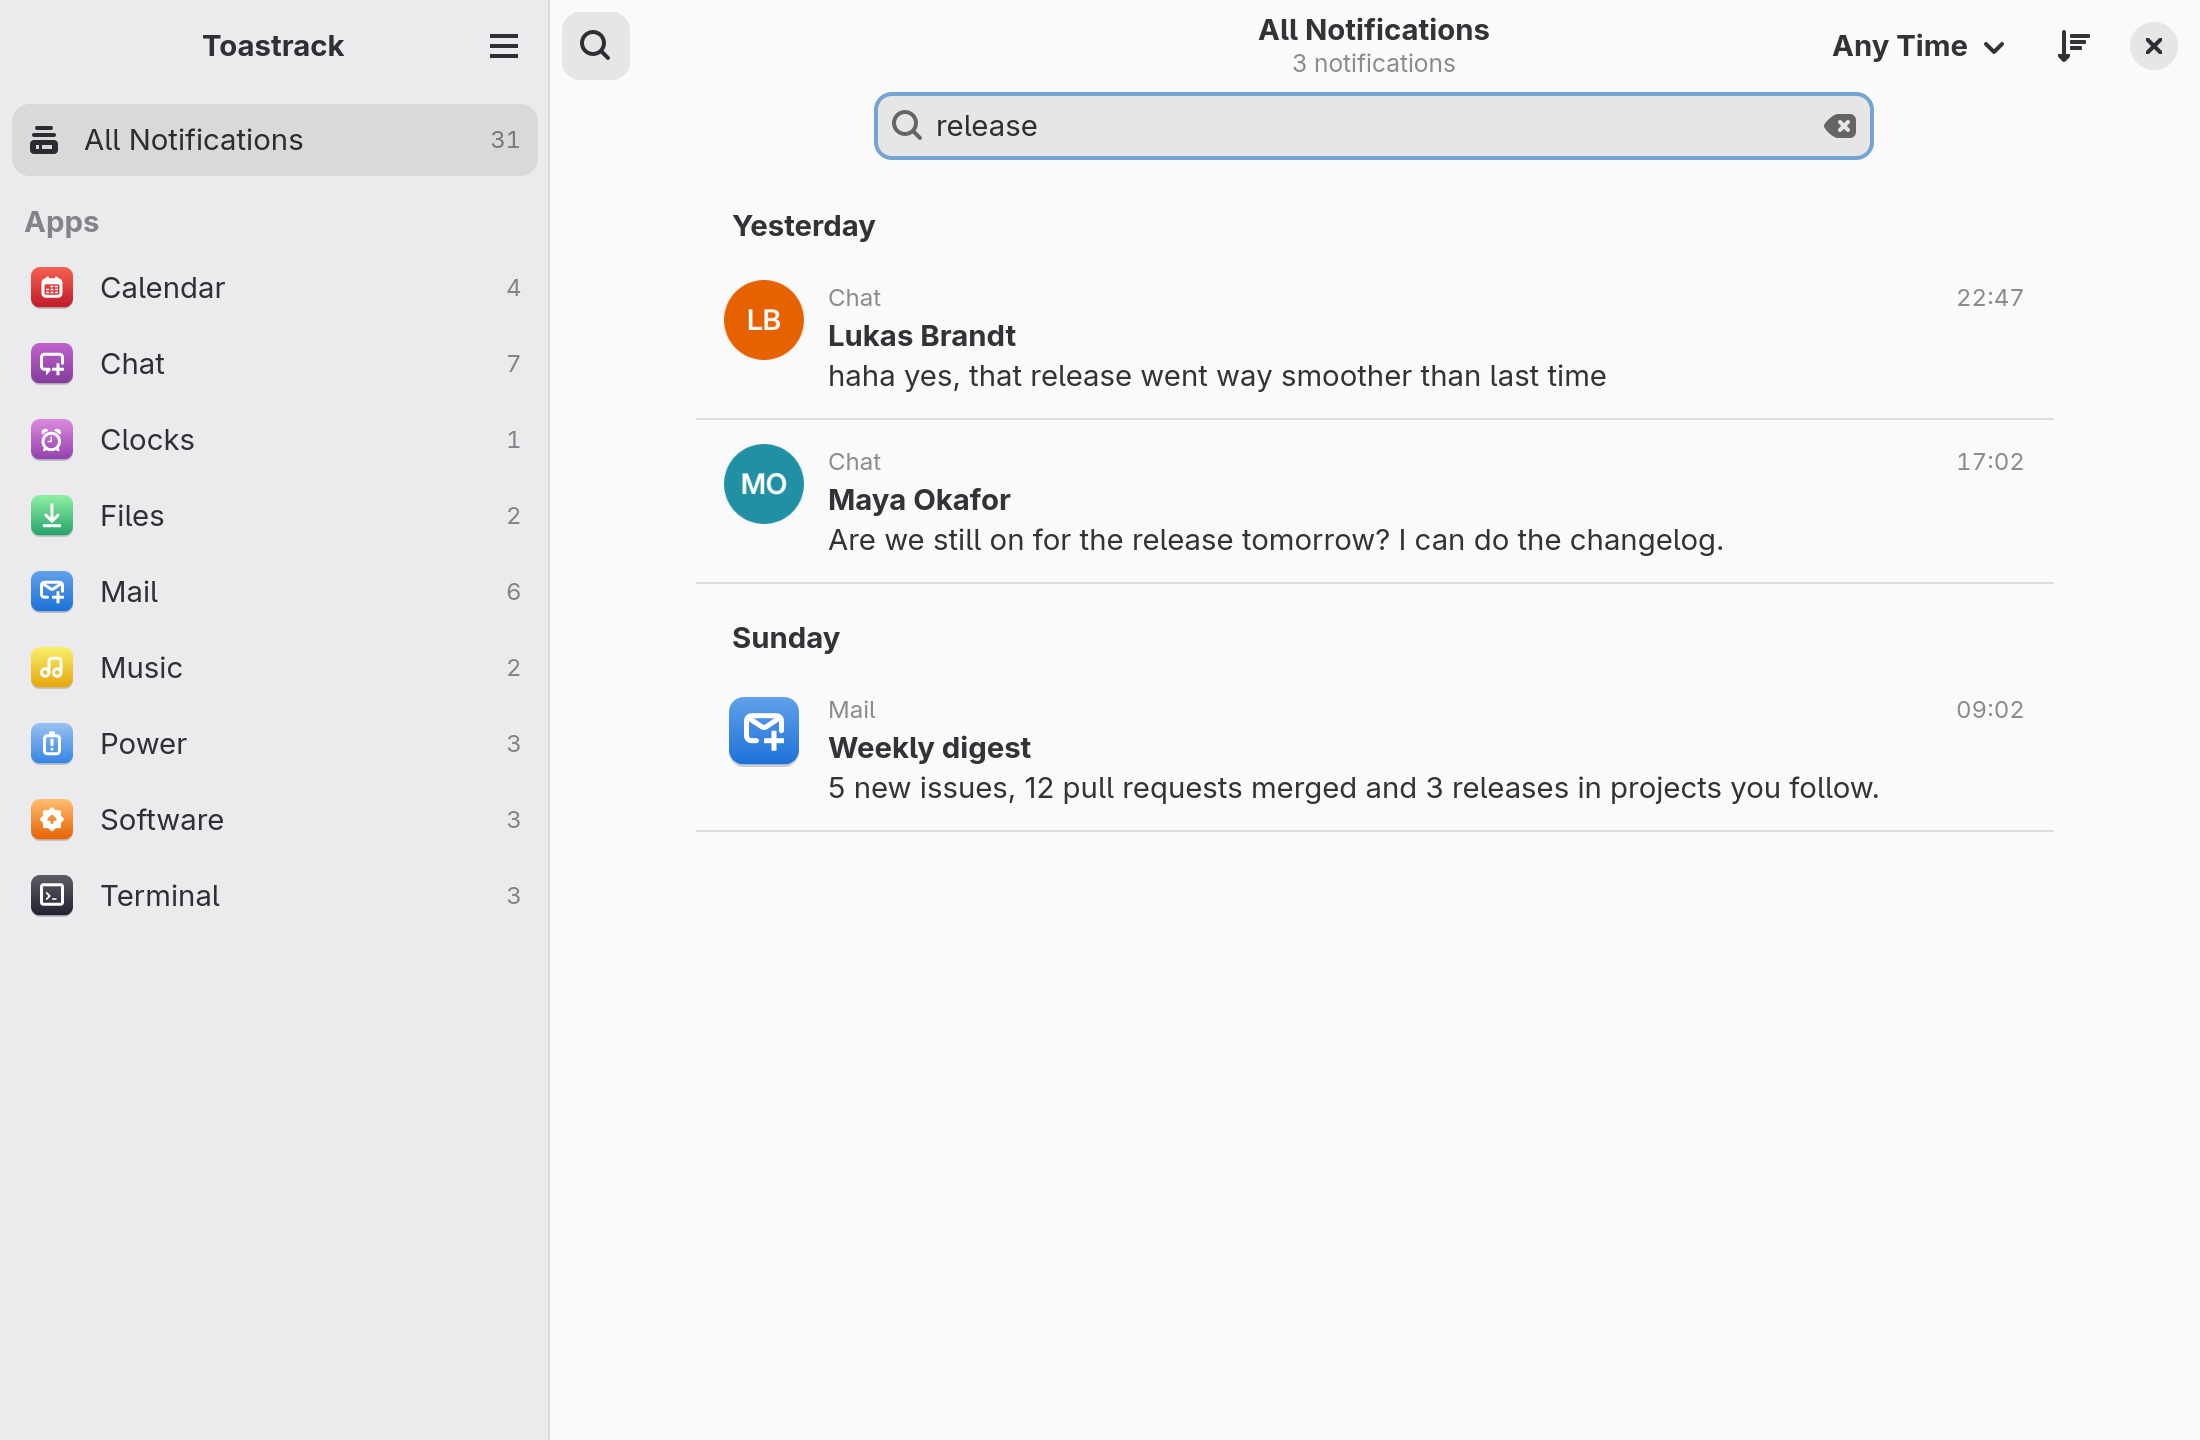 Toastrack
All Notifications 31
Apps
Calendar 4
Chat 7
Clocks 1
Files 2
Mail 6
Music 2
Power 3
Software 3
Terminal 3
All Notifications
3 notifications
Any Time
release
Yesterday
LB
Chat 22:47
Lukas Brandt
haha yes, that release went way smoother than last time
MO
Chat 17:02
Maya Okafor
Are we still on for the release tomorrow? I can do the changelog.
Sunday
Mail 09:02
Weekly digest
5 new issues, 12 pull requests merged and 3 releases in projects you follow.